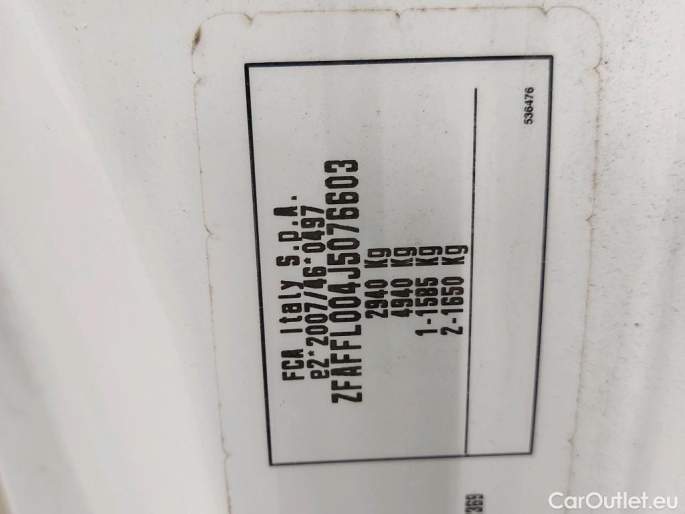 FCA Italy S.p.A.
e2*2007/46*0497
ZFAFFL004J5076603
2940 Kg
4940 Kg
1-1585 Kg
2-1650 Kg
536476
7369
CarOutlet.eu